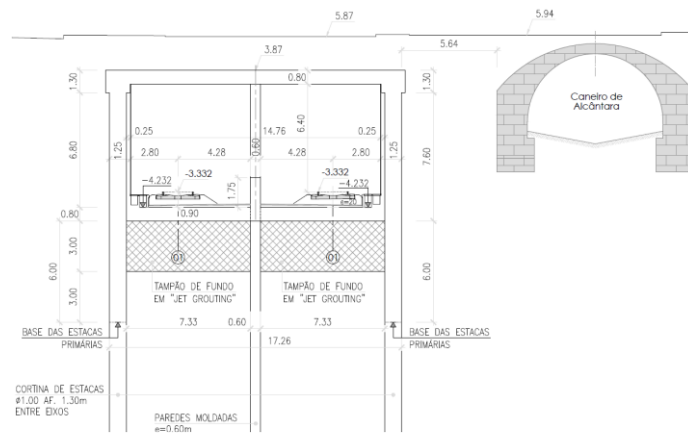 5.87
5.94
3.87
5.64
1.30
0.80
1.30
Caneiro de
Alcântara
6.40
0.25
14.76
0.25
6.80
1.25
2.80
4.28
0.60
4.28
2.80
1.25
7.60
-3.332
-3.332
-4.232
1.75
-4.232
e=20
0.80
0.90
3.00
01
01
6.00
6.00
TAMPÃO DE FUNDO
EM "JET GROUTING"
TAMPÃO DE FUNDO
EM "JET GROUTING"
3.00
7.33
0.60
7.33
BASE DAS ESTACAS
PRIMÁRIAS
BASE DAS ESTACAS
PRIMÁRIAS
17.26
CORTINA DE ESTACAS
ø1.00 AF. 1.30m
ENTRE EIXOS
PAREDES MOLDADAS
e=0.60m